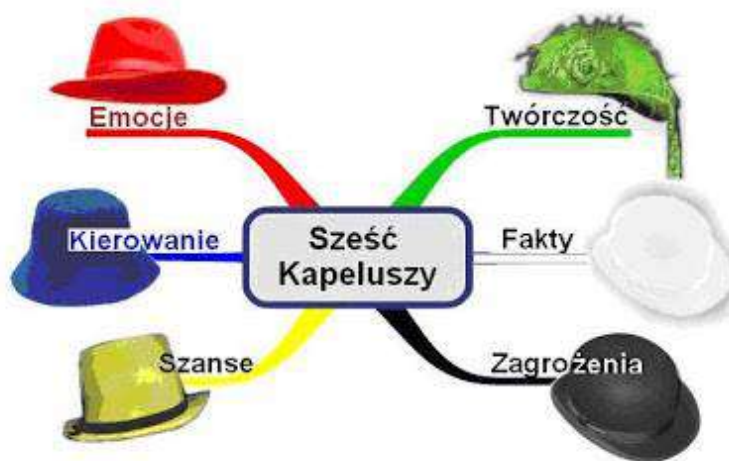 Emocje
Twórczość
Kierowanie
Sześć
Kapeluszy
Fakty
Szanse
Zagrożenia